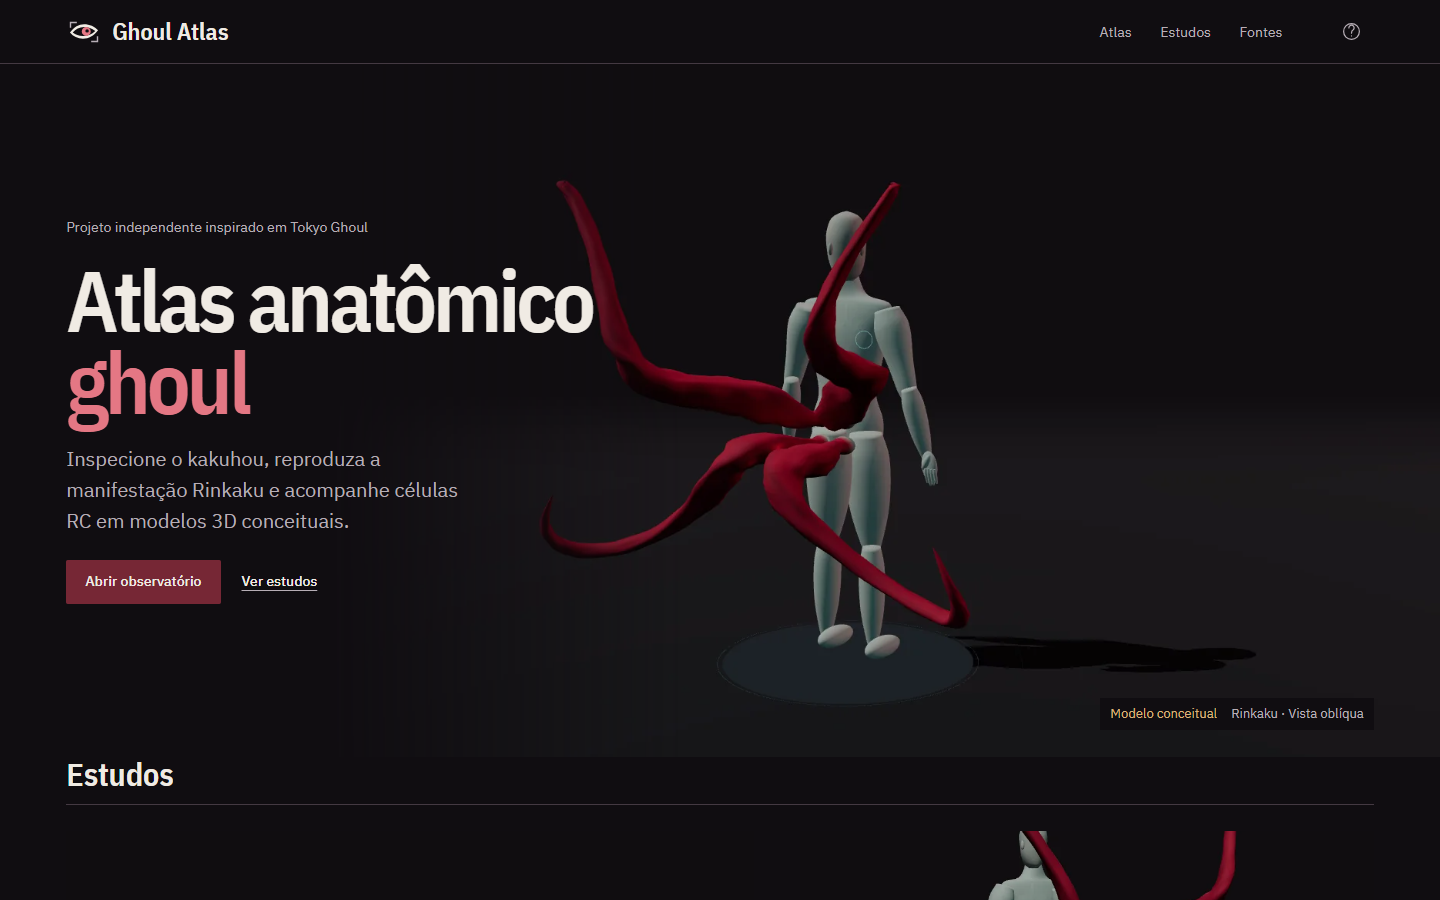 Ghoul Atlas
Atlas
Estudos
Fontes
Projeto independente inspirado em Tokyo Ghoul
Atlas anatômico
ghoul
Inspecione o kakuhou, reproduza a
manifestação Rinkaku e acompanhe células
RC em modelos 3D conceituais.
Abrir observatório
Ver estudos
Modelo conceitual Rinkaku · Vista oblíqua
Estudos